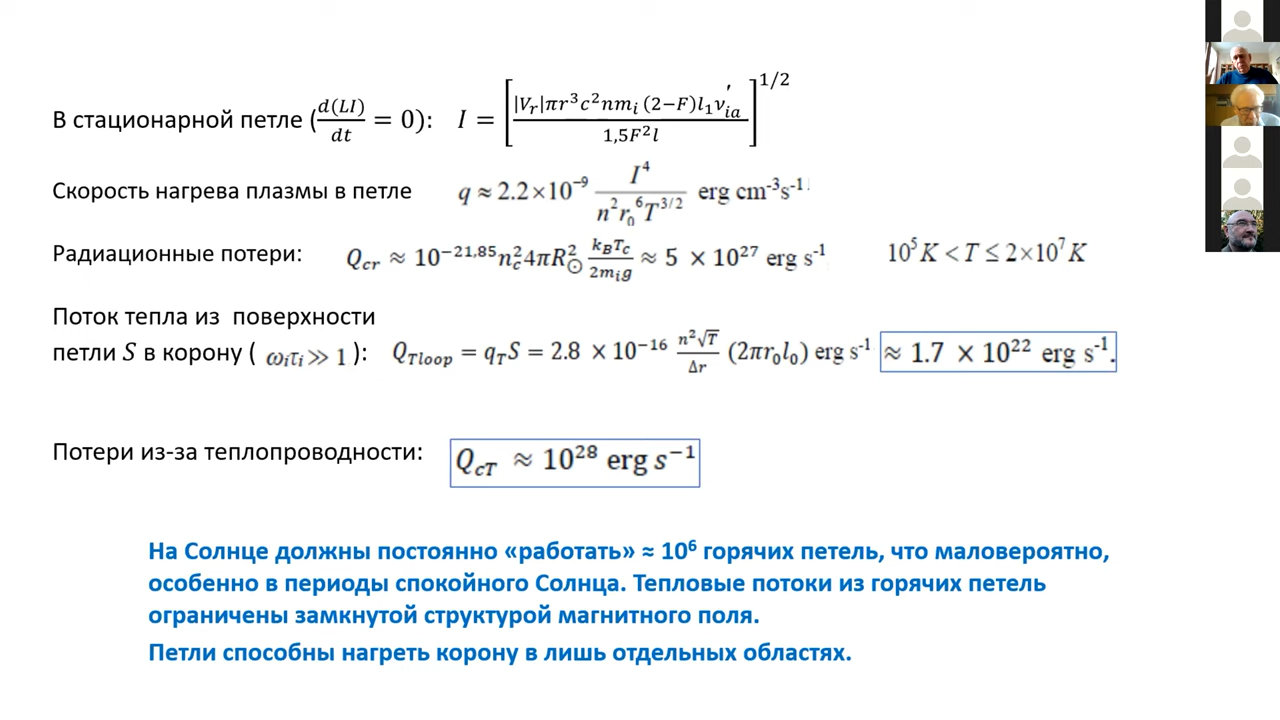 В стационарной петле (d(LI)/dt = 0): I = [|V_r|πr³c²nm_i (2−F)l₁ν′_ia / 1,5F²l]^1/2
Скорость нагрева плазмы в петле q ≈ 2.2×10⁻⁹ I⁴ / n²r₀⁶T^3/2 erg cm⁻³s⁻¹
Радиационные потери: Q_cr ≈ 10^−21,85 n_c² 4πR_⊙² k_BT_c / 2m_ig ≈ 5 × 10²⁷ erg s⁻¹ 10⁵K < T ≤ 2×10⁷K
Поток тепла из поверхности
петли S в корону ( ω_iτ_i ≫ 1 ): Q_Tloop = q_TS = 2.8 × 10⁻¹⁶ n²√T / Δr (2πr₀l₀) erg s⁻¹ ≈ 1.7 × 10²² erg s⁻¹.
Потери из-за теплопроводности: Q_cT ≈ 10²⁸ erg s⁻¹
На Солнце должны постоянно «работать» ≈ 10⁶ горячих петель, что маловероятно,
особенно в периоды спокойного Солнца. Тепловые потоки из горячих петель
ограничены замкнутой структурой магнитного поля.
Петли способны нагреть корону в лишь отдельных областях.